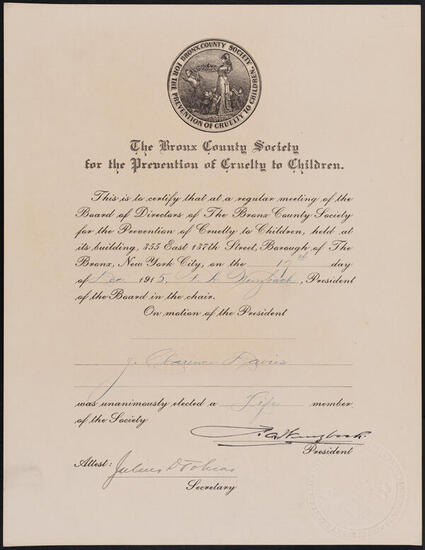 BRONX COUNTY SOCIETY,
FOR THE PREVENTION OF CRUELTY TO CHILDREN.
The Bronx County Society
for the Prevention of Cruelty to Children.
This is to certify that at a regular meeting of the
Board of Directors of The Bronx County Society
for the Prevention of Cruelty to Children, held at
its building, 355 East 137th Street, Borough of The
Bronx, New York City, on the 17th day
of 1915, President
of the Board in the chair.
On motion of the President
J. Clarence Davies
was unanimously elected a Life member
of the Society
President
Attest: Julius D Tobias
Secretary